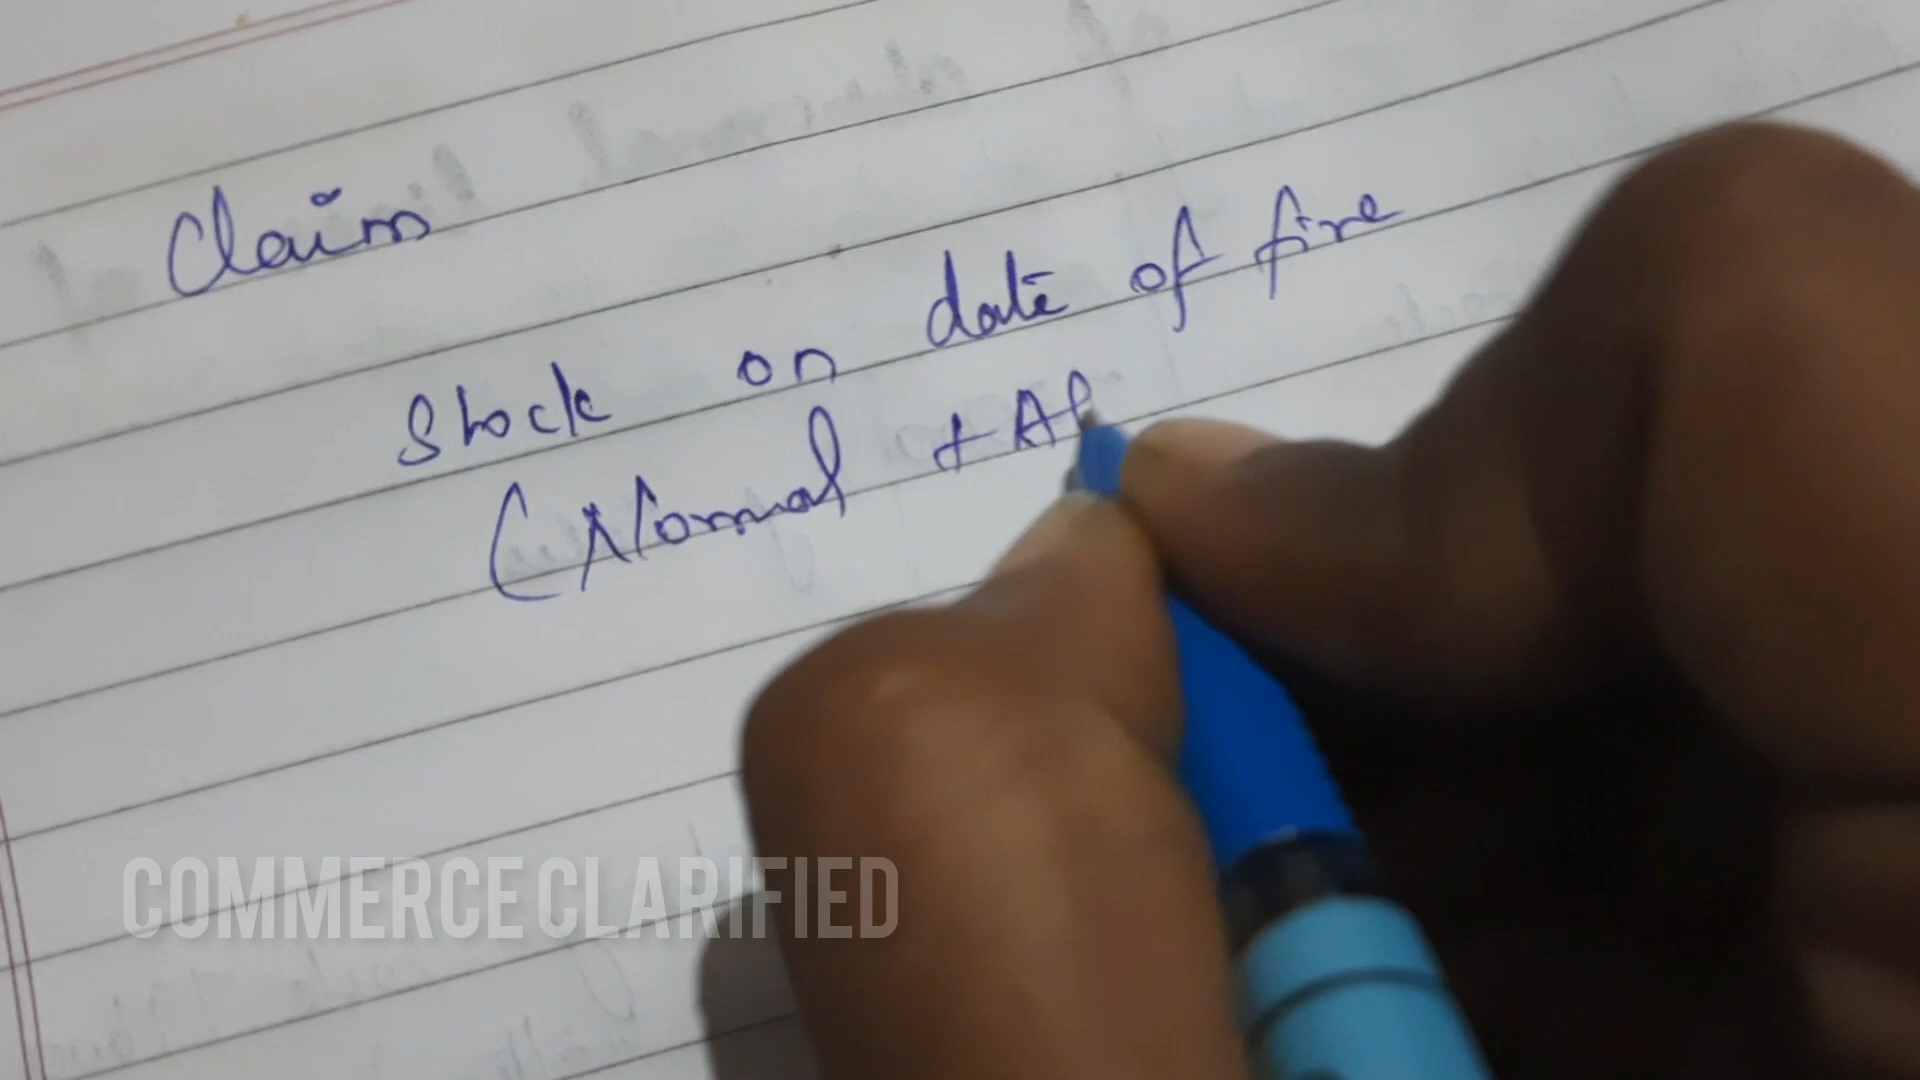 Claim
Stock on date of fire
(Normal + Ab
COMMERCE CLARIFIED